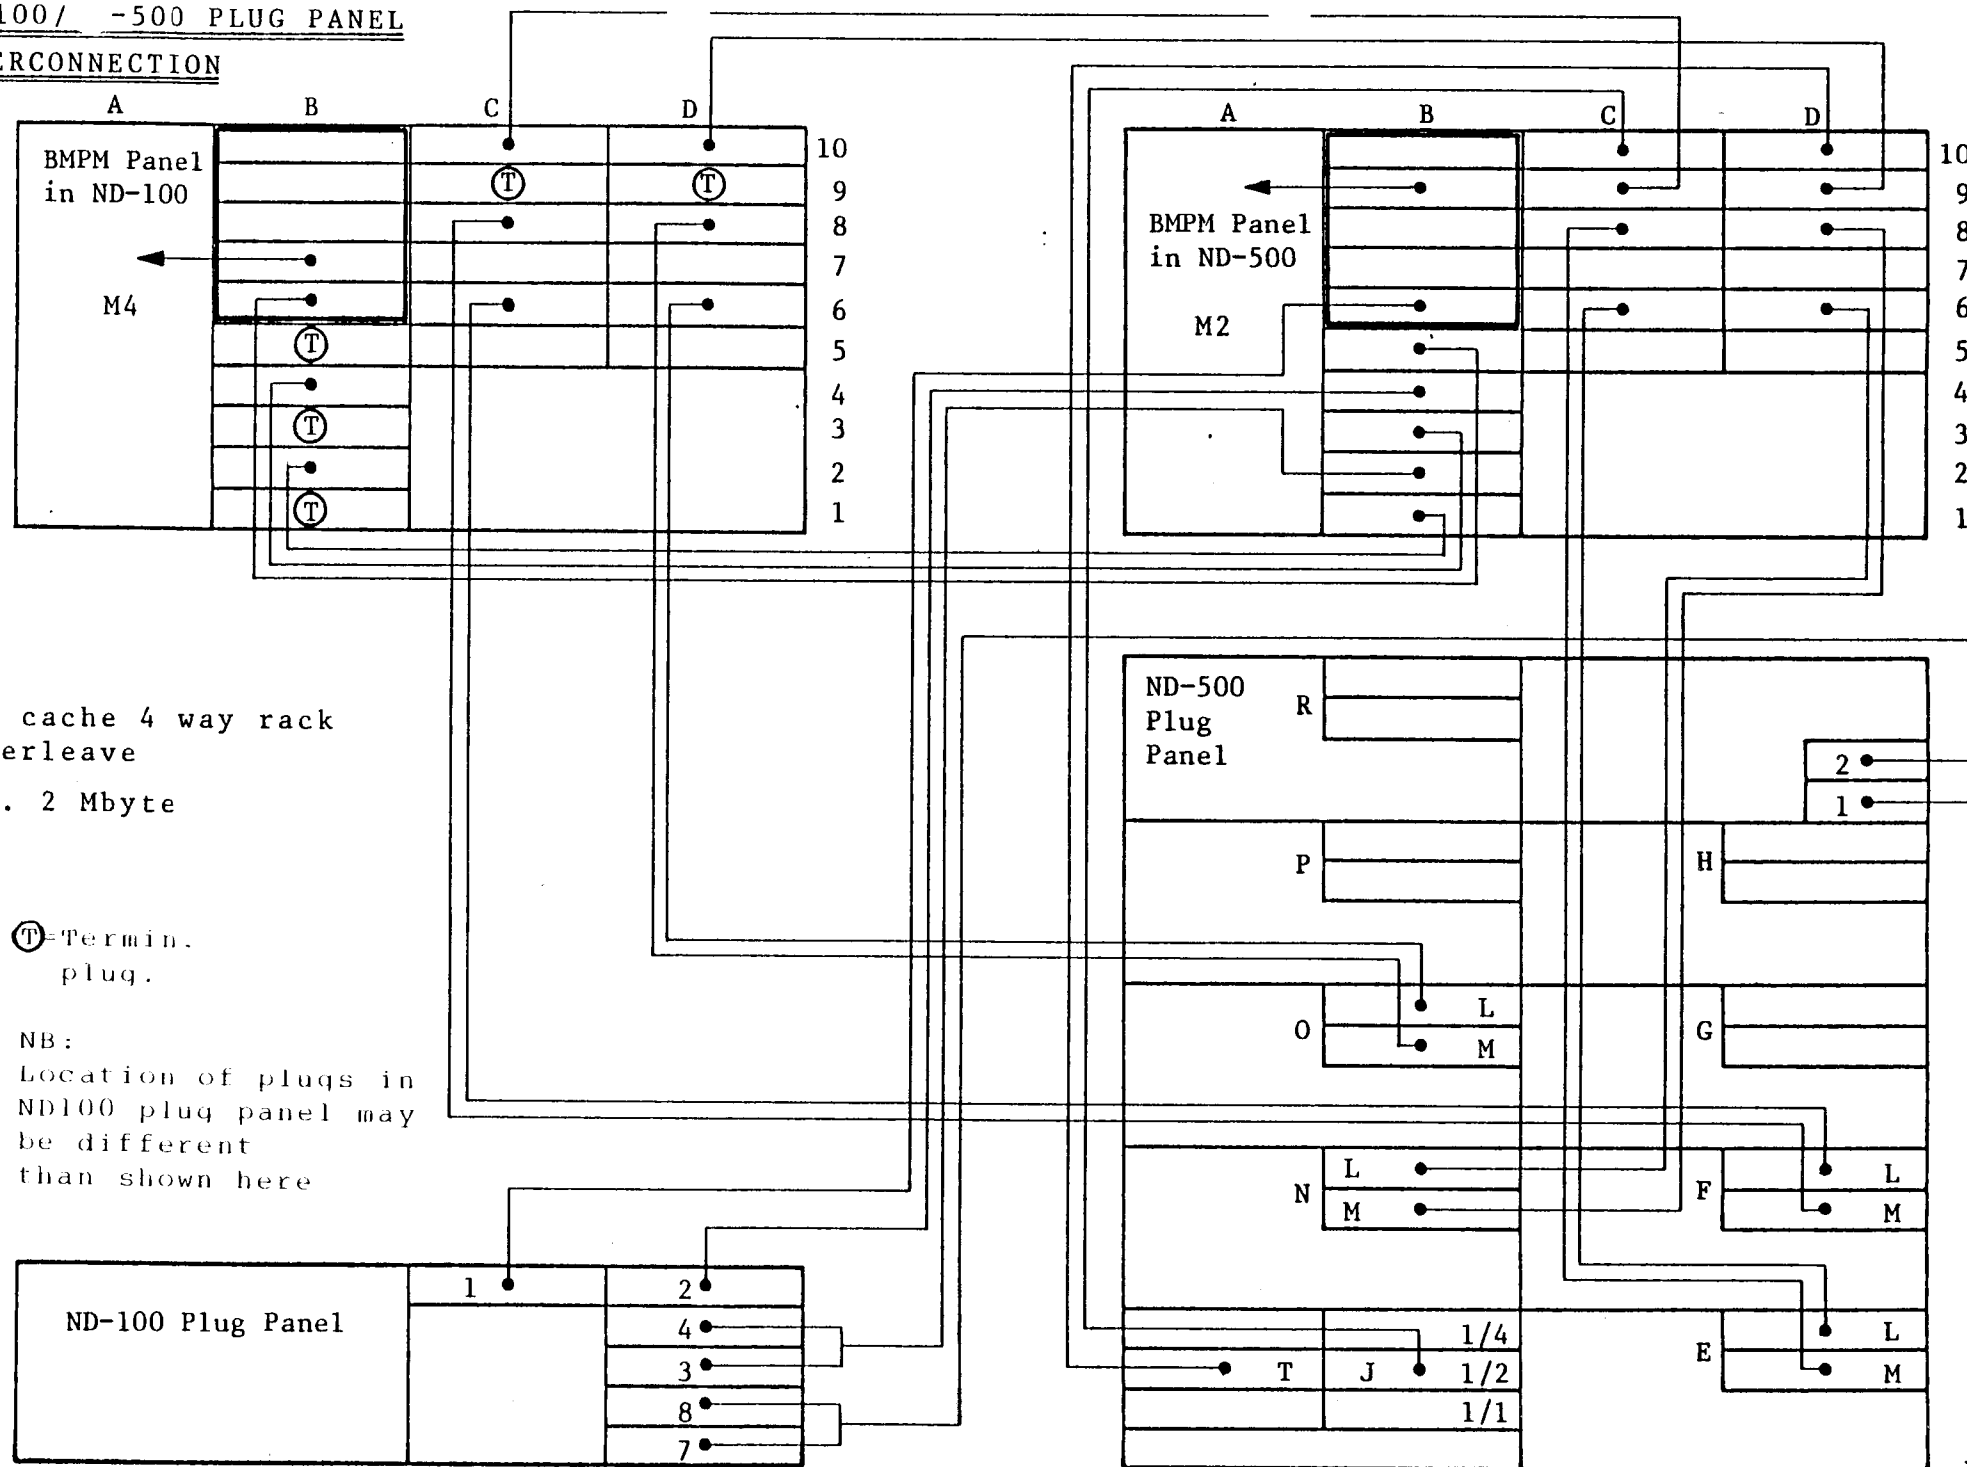 100/ -500 PLUG PANEL
ERCONNECTION
A B C D
BMPM Panel
in ND-100
M4
10
T T 9
8
7
6
T 5
4
T 3
2
T 1
A B C D
BMPM Panel
in ND-500
M2
10
9
8
7
6
5
4
3
2
1
cache 4 way rack
erleave
. 2 Mbyte
T=Termin.
plug.
NB:
Location of plugs in
ND100 plug panel may
be different
than shown here
ND-100 Plug Panel
1 2
4
3
8
7
ND-500
Plug
Panel
R
2
1
P H
O L G
M
N L F L
M M
1/4 E L
T J 1/2 M
1/1